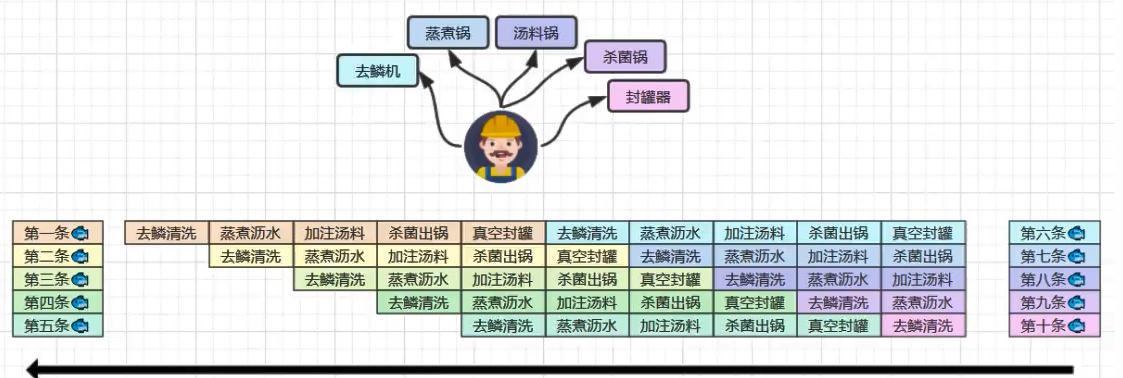 蒸煮锅 汤料锅
杀菌锅
去鳞机
封罐器
第一条 去鳞清洗 蒸煮沥水 加注汤料 杀菌出锅 真空封罐 去鳞清洗 蒸煮沥水 加注汤料 杀菌出锅 真空封罐 第六条
第二条 去鳞清洗 蒸煮沥水 加注汤料 杀菌出锅 真空封罐 去鳞清洗 蒸煮沥水 加注汤料 杀菌出锅 第七条
第三条 去鳞清洗 蒸煮沥水 加注汤料 杀菌出锅 真空封罐 去鳞清洗 蒸煮沥水 加注汤料 第八条
第四条 去鳞清洗 蒸煮沥水 加注汤料 杀菌出锅 真空封罐 去鳞清洗 蒸煮沥水 第九条
第五条 去鳞清洗 蒸煮沥水 加注汤料 杀菌出锅 真空封罐 去鳞清洗 第十条